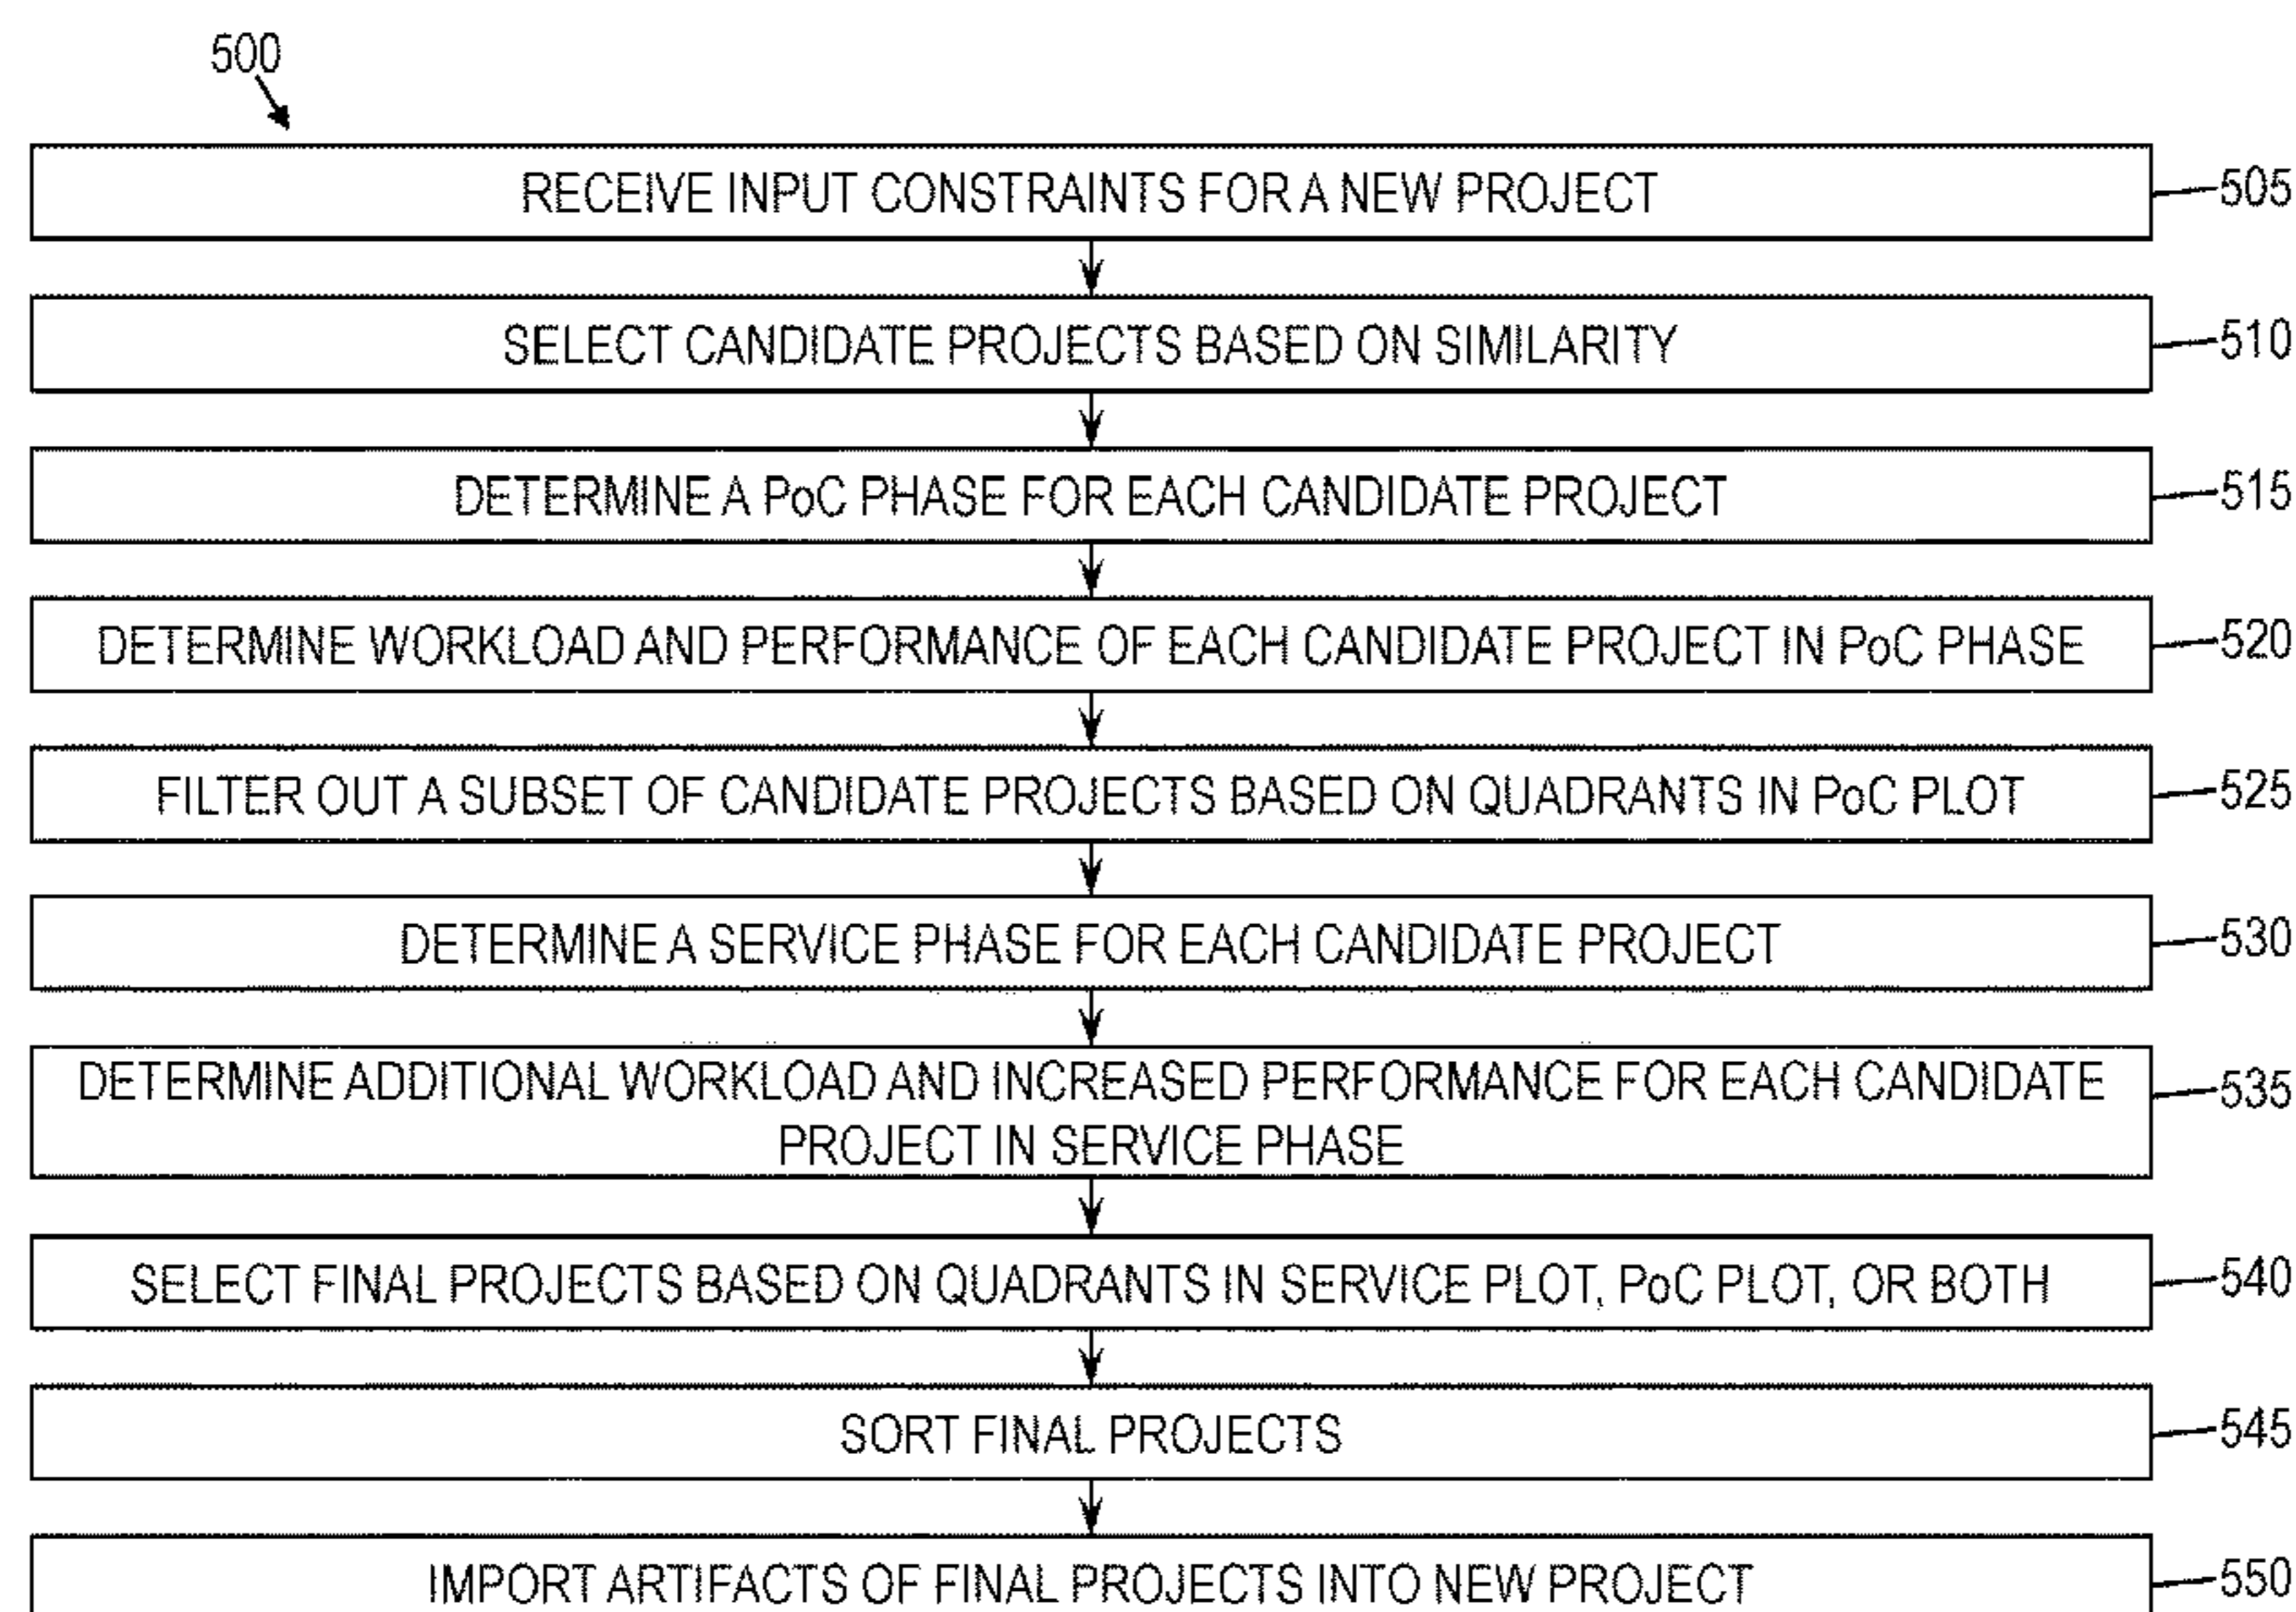 500
RECEIVE INPUT CONSTRAINTS FOR A NEW PROJECT
505
SELECT CANDIDATE PROJECTS BASED ON SIMILARITY
510
DETERMINE A PoC PHASE FOR EACH CANDIDATE PROJECT
515
DETERMINE WORKLOAD AND PERFORMANCE OF EACH CANDIDATE PROJECT IN PoC PHASE
520
FILTER OUT A SUBSET OF CANDIDATE PROJECTS BASED ON QUADRANTS IN PoC PLOT
525
DETERMINE A SERVICE PHASE FOR EACH CANDIDATE PROJECT
530
DETERMINE ADDITIONAL WORKLOAD AND INCREASED PERFORMANCE FOR EACH CANDIDATE
PROJECT IN SERVICE PHASE
535
SELECT FINAL PROJECTS BASED ON QUADRANTS IN SERVICE PLOT, PoC PLOT, OR BOTH
540
SORT FINAL PROJECTS
545
IMPORT ARTIFACTS OF FINAL PROJECTS INTO NEW PROJECT
550